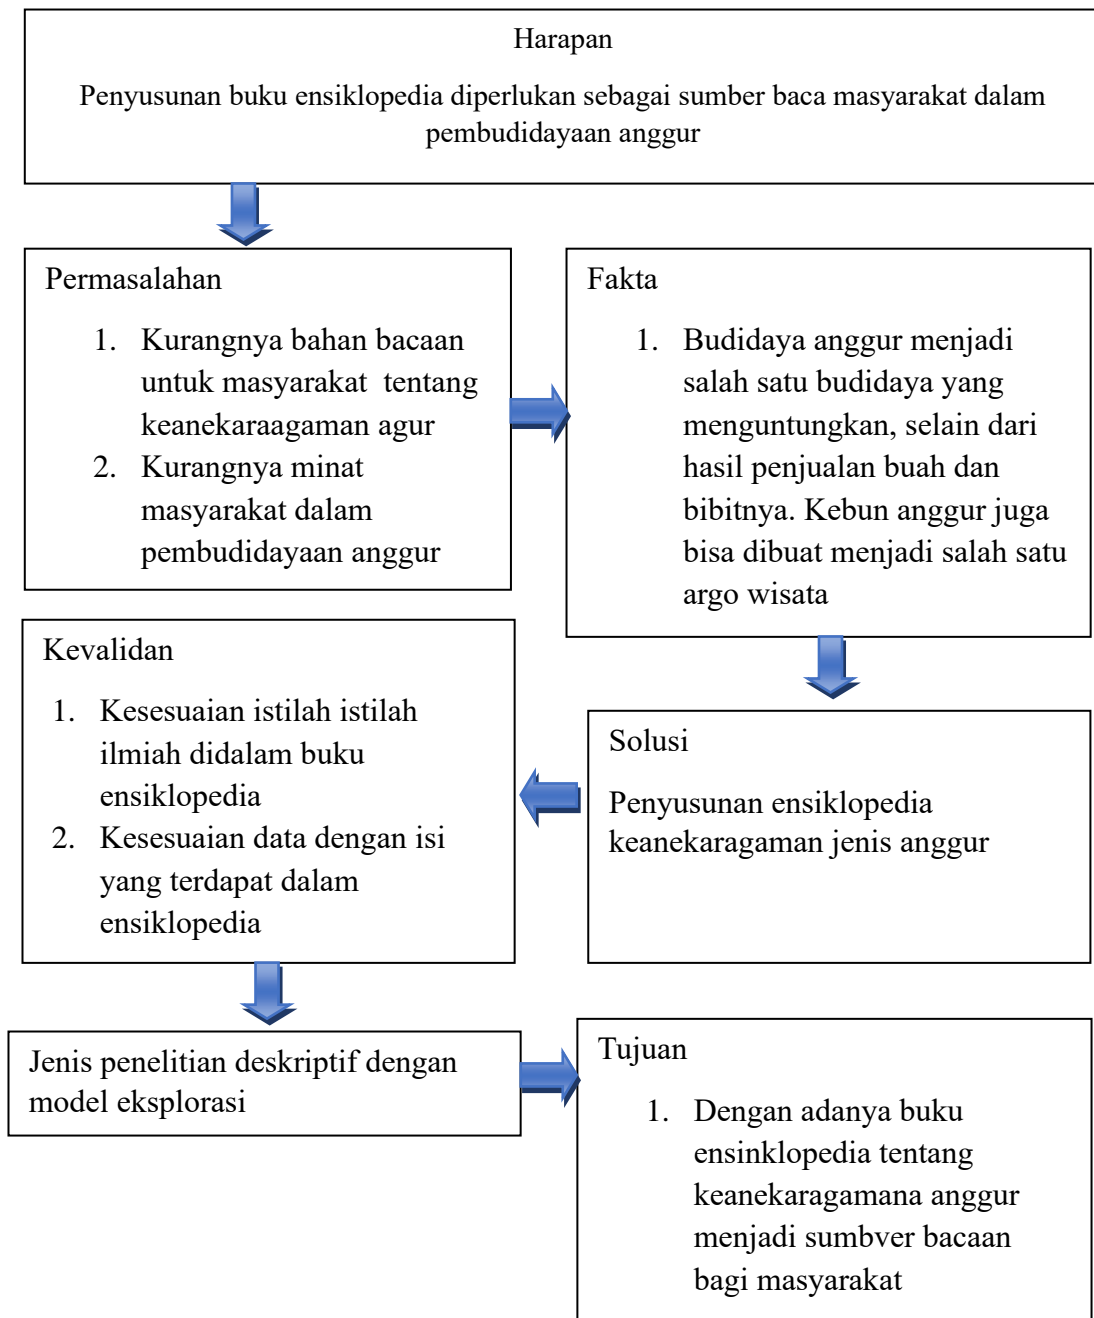 Harapan
Penyusunan buku ensiklopedia diperlukan sebagai sumber baca masyarakat dalam
pembudidayaan anggur
Permasalahan
1. Kurangnya bahan bacaan
untuk masyarakat tentang
keanekaraagaman agur
2. Kurangnya minat
masyarakat dalam
pembudidayaan anggur
Fakta
1. Budidaya anggur menjadi
salah satu budidaya yang
menguntungkan, selain dari
hasil penjualan buah dan
bibitnya. Kebun anggur juga
bisa dibuat menjadi salah satu
argo wisata
Solusi
Penyusunan ensiklopedia
keanekaragaman jenis anggur
Kevalidan
1. Kesesuaian istilah istilah
ilmiah didalam buku
ensiklopedia
2. Kesesuaian data dengan isi
yang terdapat dalam
ensiklopedia
Jenis penelitian deskriptif dengan
model eksplorasi
Tujuan
1. Dengan adanya buku
ensinklopedia tentang
keanekaragamana anggur
menjadi sumbver bacaan
bagi masyarakat